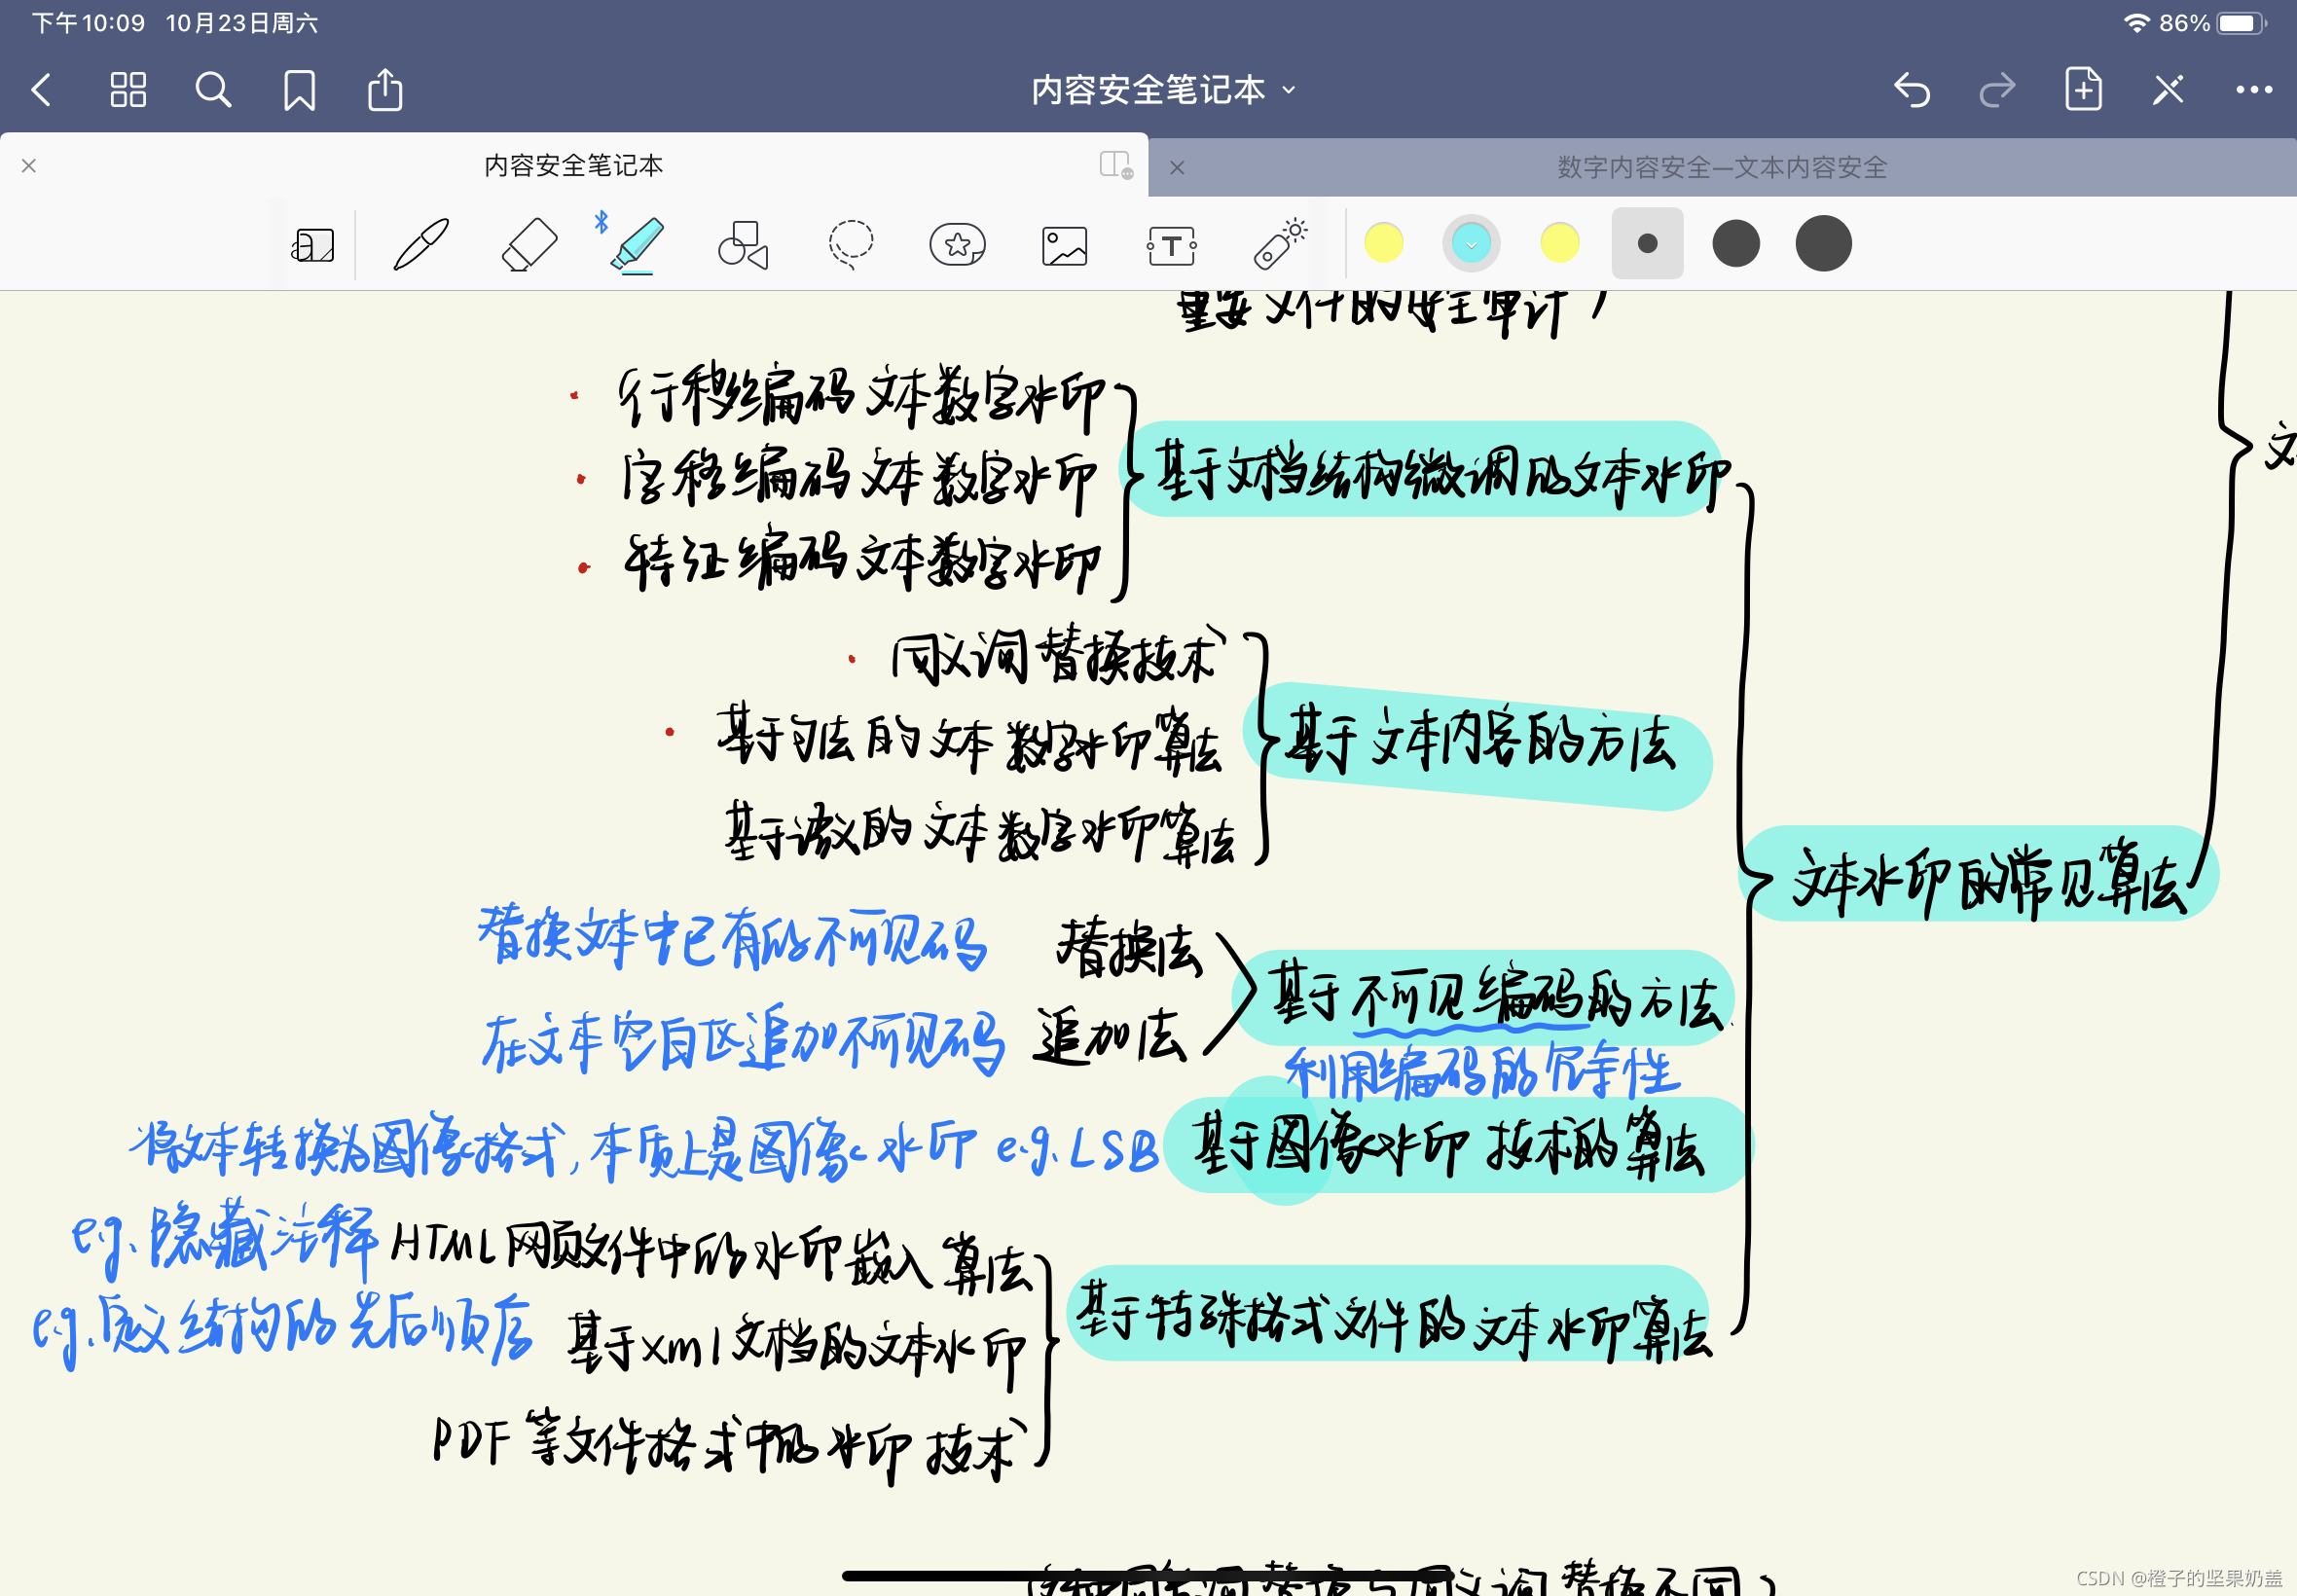 下午10:09 10月23日周六 86%
内容安全笔记本
内容安全笔记本 数字内容安全—文本内容安全
重要文件的安全审计)
行移编码文本数字水印
字移编码文本数字水印
特征编码文本数字水印
基于文档结构微调的文本水印
同义词替换技术
基于句法的文本数字水印算法
基于语义的文本数字水印算法
基于文本内容的方法
文本水印的常见算法
替换文本中已有的不可见码 替换法
在文本空白区追加不可见码 追加法
基于不可见编码的方法
利用编码的冗余性
将文本转换为图像格式,本质上是图像水印 e.g.LSB 基于图像水印技术的算法
e.g.隐藏注释 HTML网页文件中的水印嵌入算法
e.g.定义结构的先后顺序 基于xml文档的文本水印
PDF等文件格式中的水印技术
基于特殊格式文件的文本水印算法
CSDN @橙子的坚果奶盖